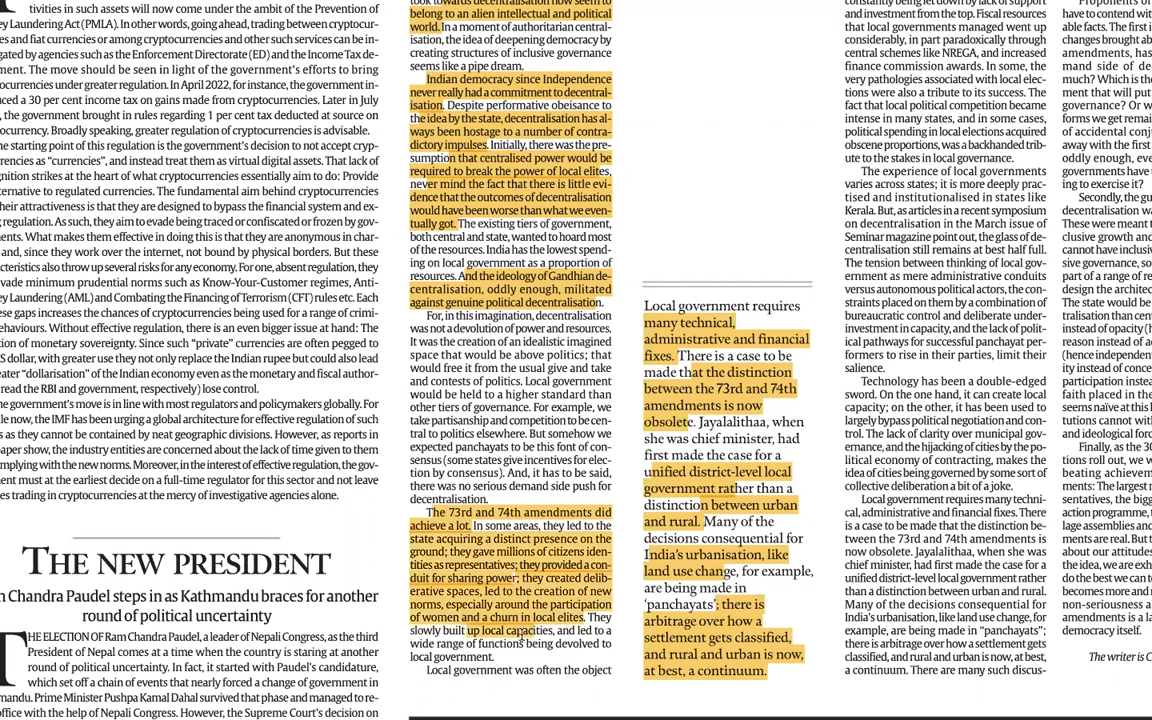 tivities in such assets will now come under the ambit of the Prevention of
ey Laundering Act (PMLA). In other words, going ahead, trading between cryptocur-
es and fiat currencies or among cryptocurrencies and other such services can be in-
gated by agencies such as the Enforcement Directorate (ED) and the Income Tax de-
ment. The move should be seen in light of the government's efforts to bring
ocurrencies under greater regulation. In April 2022, for instance, the government in-
uced a 30 per cent income tax on gains made from cryptocurrencies. Later in July
, the government brought in rules regarding 1 per cent tax deducted at source on
ocurrency. Broadly speaking, greater regulation of cryptocurrencies is advisable.
he starting point of this regulation is the government's decision to not accept cryp-
rencies as "currencies", and instead treat them as virtual digital assets. That lack of
gnition strikes at the heart of what cryptocurrencies essentially aim to do: Provide
ternative to regulated currencies. The fundamental aim behind cryptocurrencies
heir attractiveness is that they are designed to bypass the financial system and ex-
g regulation. As such, they aim to evade being traced or confiscated or frozen by gov-
ments. What makes them effective in doing this is that they are anonymous in char-
and, since they work over the internet, not bound by physical borders. But these
cteristics also throw up several risks for any economy. For one, absent regulation, they
vade minimum prudential norms such as Know-Your-Customer regimes, Anti-
ey Laundering (AML) and Combating the Financing of Terrorism (CFT) rules etc. Each
ese gaps increases the chances of cryptocurrencies being used for a range of crimi-
ehaviours. Without effective regulation, there is an even bigger issue at hand: The
tion of monetary sovereignty. Since such "private" currencies are often pegged to
S dollar, with greater use they not only replace the Indian rupee but could also lead
eater "dollarisation" of the Indian economy even as the monetary and fiscal author-
read the RBI and government, respectively) lose control.
he government's move is in line with most regulators and policymakers globally. For
le now, the IMF has been urging a global architecture for effective regulation of such
s as they cannot be contained by neat geographic divisions. However, as reports in
paper show, the industry entities are concerned about the lack of time given to them
mplying with the new norms. Moreover, in the interest of effective regulation, the gov-
ment must at the earliest decide on a full-time regulator for this sector and not leave
es trading in cryptocurrencies at the mercy of investigative agencies alone.
THE NEW PRESIDENT
n Chandra Paudel steps in as Kathmandu braces for another
round of political uncertainty
THE ELECTION OF Ram Chandra Paudel, a leader of Nepali Congress, as the third
President of Nepal comes at a time when the country is staring at another
round of political uncertainty. In fact, it started with Paudel's candidature,
which set off a chain of events that nearly forced a change of government in
mandu. Prime Minister Pushpa Kamal Dahal survived that phase and managed to re-
office with the help of Nepali Congress. However, the Supreme Court's decision on
took towards decentralisation now seem to
belong to an alien intellectual and political
world. In a moment of authoritarian central-
isation, the idea of deepening democracy by
creating structures of inclusive governance
seems like a pipe dream.
Indian democracy since Independence
never really had a commitment to decentral-
isation. Despite performative obeisance to
the idea by the state, decentralisation has al-
ways been hostage to a number of contra-
dictory impulses. Initially, there was the pre-
sumption that centralised power would be
required to break the power of local elites,
never mind the fact that there is little evi-
dence that the outcomes of decentralisation
would have been worse than what we even-
tually got. The existing tiers of government,
both central and state, wanted to hoard most
of the resources. India has the lowest spend-
ing on local government as a proportion of
resources. And the ideology of Gandhian de-
centralisation, oddly enough, militated
against genuine political decentralisation.
For, in this imagination, decentralisation
was not a devolution of power and resources.
It was the creation of an idealistic imagined
space that would be above politics; that
would free it from the usual give and take
and contests of politics. Local government
would be held to a higher standard than
other tiers of governance. For example, we
take partisanship and competition to be cen-
tral to politics elsewhere. But somehow we
expected panchayats to be this font of con-
sensus (some states give incentives for elec-
tion by consensus). And, it has to be said,
there was no serious demand side push for
decentralisation.
The 73rd and 74th amendments did
achieve a lot. In some areas, they led to the
state acquiring a distinct presence on the
ground; they gave millions of citizens iden-
tities as representatives; they provided a con-
duit for sharing power; they created delib-
erative spaces, led to the creation of new
norms, especially around the participation
of women and a churn in local elites. They
slowly built up local capacities, and led to a
wide range of functions being devolved to
local government.
Local government was often the object
Local government requires
many technical,
administrative and financial
fixes. There is a case to be
made that the distinction
between the 73rd and 74th
amendments is now
obsolete. Jayalalithaa, when
she was chief minister, had
first made the case for a
unified district-level local
government rather than a
distinction between urban
and rural. Many of the
decisions consequential for
India's urbanisation, like
land use change, for example,
are being made in
'panchayats'; there is
arbitrage over how a
settlement gets classified,
and rural and urban is now,
at best, a continuum.
constantly being let down by lack of support
and investment from the top. Fiscal resources
that local governments managed went up
considerably, in part paradoxically through
central schemes like NREGA, and increased
finance commission awards. In some, the
very pathologies associated with local elec-
tions were also a tribute to its success. The
fact that local political competition became
intense in many states, and in some cases,
political spending in local elections acquired
obscene proportions, was a backhanded trib-
ute to the stakes in local governance.
The experience of local governments
varies across states; it is more deeply prac-
tised and institutionalised in states like
Kerala. But, as articles in a recent symposium
on decentralisation in the March issue of
Seminar magazine point out, the glass of de-
centralisation still remains at best half full.
The tension between thinking of local gov-
ernment as mere administrative conduits
versus autonomous political actors, the con-
straints placed on them by a combination of
bureaucratic control and deliberate under-
investment in capacity, and the lack of polit-
ical pathways for successful panchayat per-
formers to rise in their parties, limit their
salience.
Technology has been a double-edged
sword. On the one hand, it can create local
capacity; on the other, it has been used to
largely bypass political negotiation and con-
trol. The lack of clarity over municipal gov-
ernance, and the hijacking of cities by the po-
litical economy of contracting, makes the
idea of cities being governed by some sort of
collective deliberation a bit of a joke.
Local government requires many techni-
cal, administrative and financial fixes. There
is a case to be made that the distinction be-
tween the 73rd and 74th amendments is
now obsolete. Jayalalithaa, when she was
chief minister, had first made the case for a
unified district-level local government rather
than a distinction between urban and rural.
Many of the decisions consequential for
India's urbanisation, like land use change, for
example, are being made in "panchayats";
there is arbitrage over how a settlement gets
classified, and rural and urban is now, at best,
a continuum. There are many such discus-
have to contend wit
able facts. The first i
changes brought ab
amendments, has
mand side of de
much? Which is the
ment that will put
governance? Or w
forms we get remain
of accidental conj
away with the first
oddly enough, eve
governments have
ing to exercise it?
Secondly, the gu
decentralisation wa
These were meant t
clusive growth and
cannot have inclusiv
sive governance, so
part of a range of re
design the architec
The state would be
tralisation than cent
instead of opacity (h
reason instead of ad
(hence independent
ity instead of conce
participation instea
faith placed in the
seems naive at this
tutions cannot with
and ideological forc
Finally, as the 30
tions roll out, we w
beating achievem
ments: The largest r
sentatives, the bigg
action programme, t
lage assemblies and
ments are real. But t
about our attitudes
the idea, we are exh
do the best we can t
becomes more and m
non-seriousness a
amendments is a la
democracy itself.
The writer is C